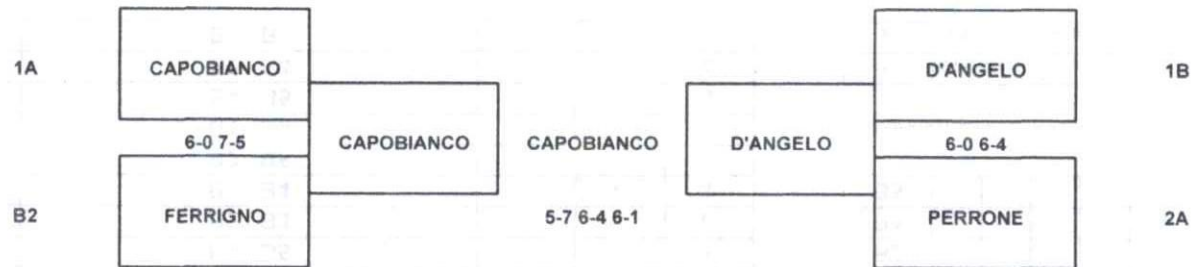 1A CAPOBIANCO D'ANGELO 1B
6-0 7-5 CAPOBIANCO CAPOBIANCO D'ANGELO 6-0 6-4
B2 FERRIGNO 5-7 6-4 6-1 PERRONE 2A